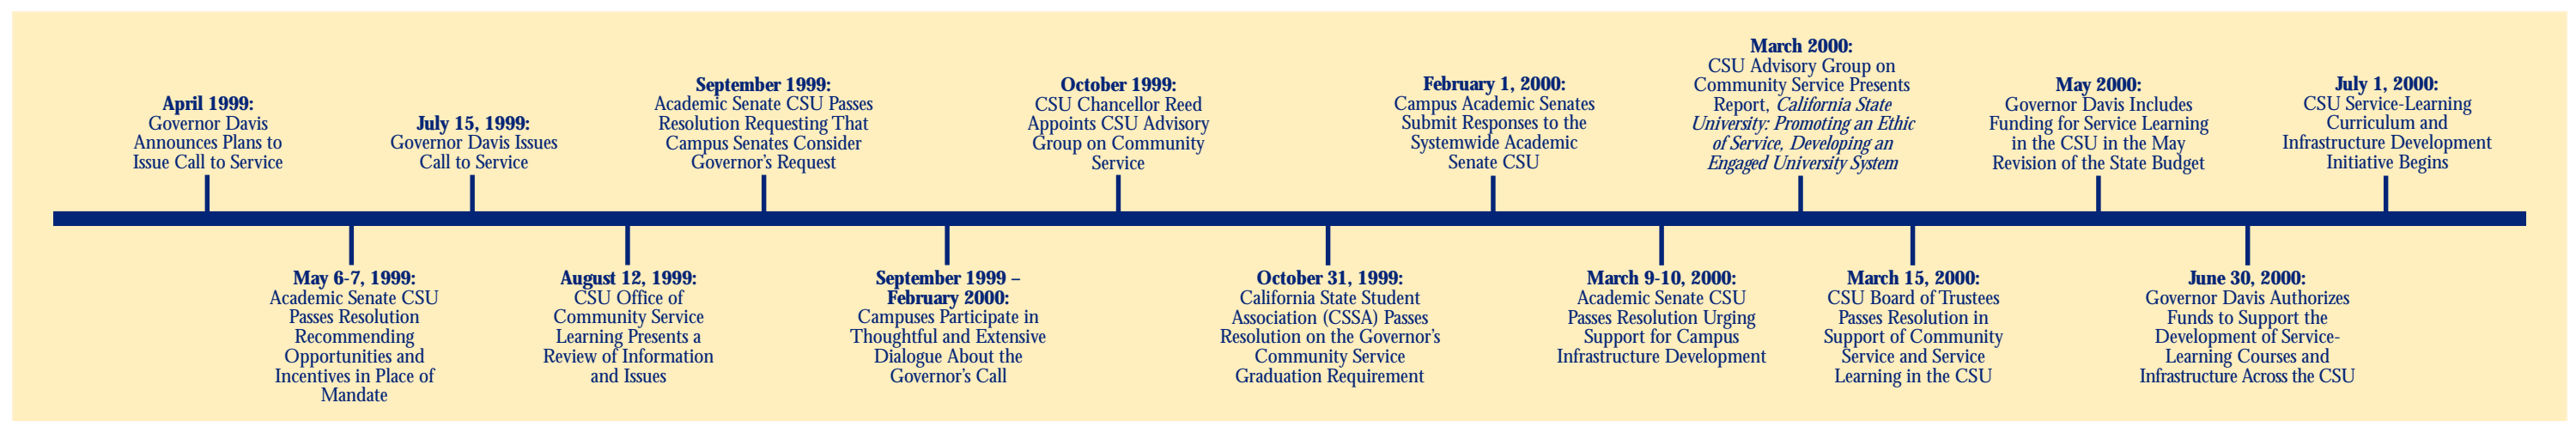 April 1999:
Governor Davis
Announces Plans to
Issue Call to Service
May 6-7, 1999:
Academic Senate CSU
Passes Resolution
Recommending
Opportunities and
Incentives in Place of
Mandate
July 15, 1999:
Governor Davis Issues
Call to Service
August 12, 1999:
CSU Office of
Community Service
Learning Presents a
Review of Information
and Issues
September 1999:
Academic Senate CSU Passes
Resolution Requesting That
Campus Senates Consider
Governor's Request
September 1999 –
February 2000:
Campuses Participate in
Thoughtful and Extensive
Dialogue About the
Governor's Call
October 1999:
CSU Chancellor Reed
Appoints CSU Advisory
Group on Community
Service
October 31, 1999:
California State Student
Association (CSSA) Passes
Resolution on the Governor's
Community Service
Graduation Requirement
February 1, 2000:
Campus Academic Senates
Submit Responses to the
Systemwide Academic
Senate CSU
March 9-10, 2000:
Academic Senate CSU
Passes Resolution Urging
Support for Campus
Infrastructure Development
March 2000:
CSU Advisory Group on
Community Service Presents
Report, California State
University: Promoting an Ethic
of Service, Developing an
Engaged University System
March 15, 2000:
CSU Board of Trustees
Passes Resolution in
Support of Community
Service and Service
Learning in the CSU
May 2000:
Governor Davis Includes
Funding for Service Learning
in the CSU in the May
Revision of the State Budget
June 30, 2000:
Governor Davis Authorizes
Funds to Support the
Development of Service-
Learning Courses and
Infrastructure Across the CSU
July 1, 2000:
CSU Service-Learning
Curriculum and
Infrastructure Development
Initiative Begins